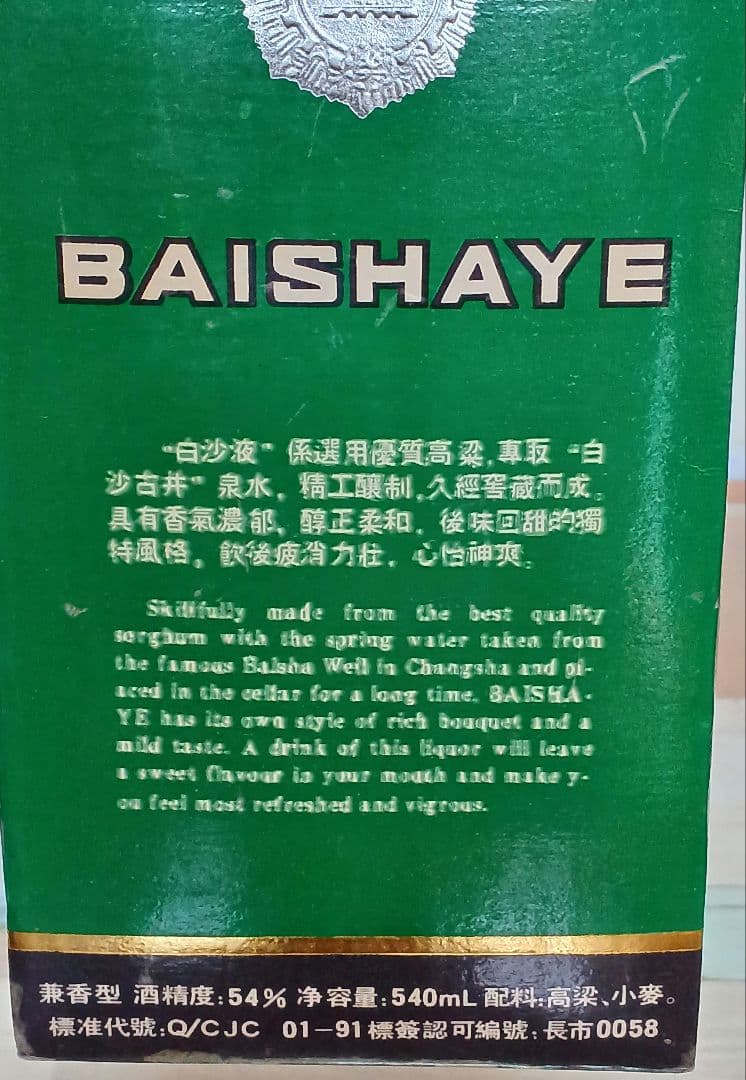 BAISHAYE
“白沙液”係選用優質高粱,專取“白
沙古井”泉水,精工釀制,久經窖藏而成。
具有香氣濃郁,醇正柔和,後味回甜的獨
特風格。飲後疲消力壯,心怡神爽。
Skillfully made from the best quality
sorghum with the spring water taken from
the famous Baisha Well in Changsha and pl-
aced in the cellar for a long time. BAISHA-
YE has its own style of rich bouquet and a
mild taste. A drink of this liquor will leave
a sweet flavour in your mouth and make y-
ou feel most refreshed and vigrous.
兼香型 酒精度:54% 净容量:540mL 配料:高粱、小麥。
標准代號:Q/CJC 01-91 標簽認可編號:長市0058